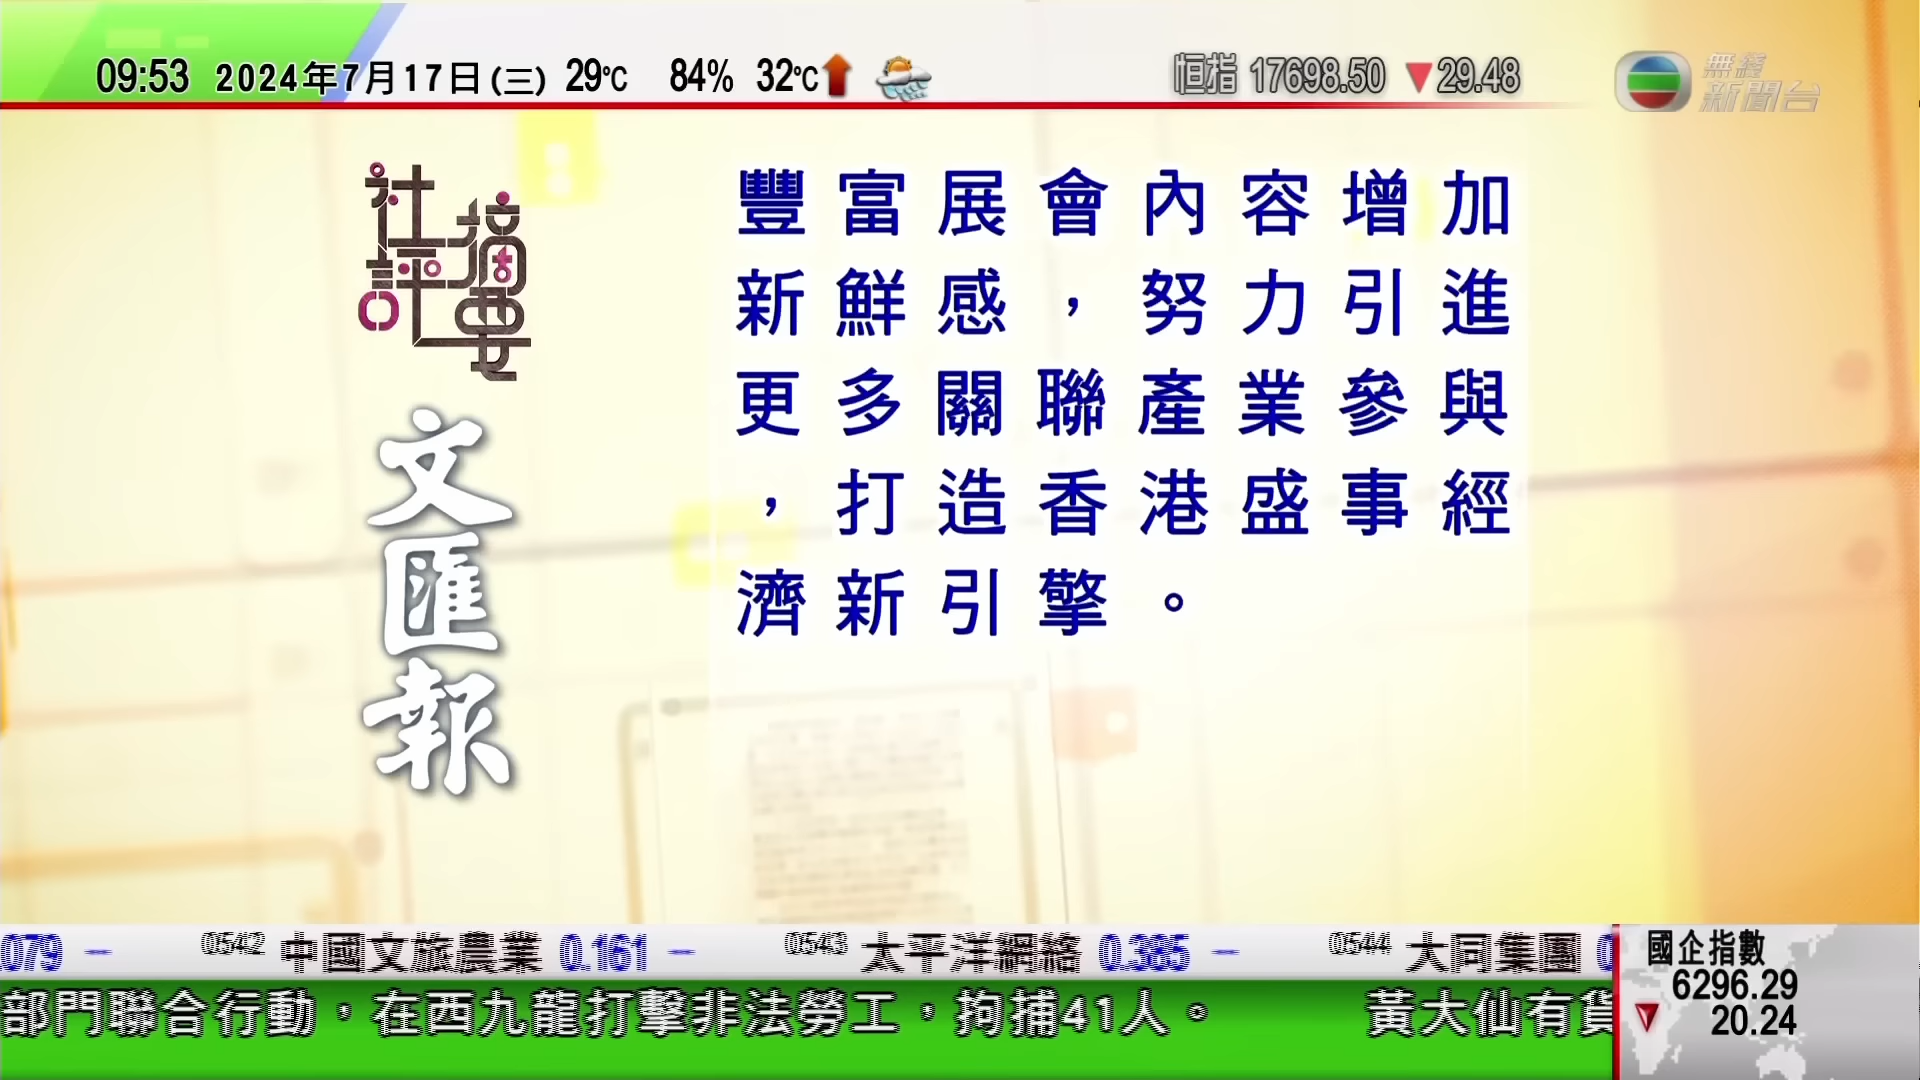 09:53 2024年7月17日(三) 29℃ 84% 32℃ 恒指 17698.50 ▼29.48
無綫
新聞台
社評摘要
文匯報
豐富展會內容增加
新鮮感，努力引進
更多關聯產業參與
，打造香港盛事經
濟新引擎。
079 － 0542 中國文旅農業 0.161 － 0543 太平洋網絡 0.385 － 0544 大同集團
國企指數
6296.29
▼ 20.24
部門聯合行動，在西九龍打擊非法勞工，拘捕41人。 黃大仙有貨